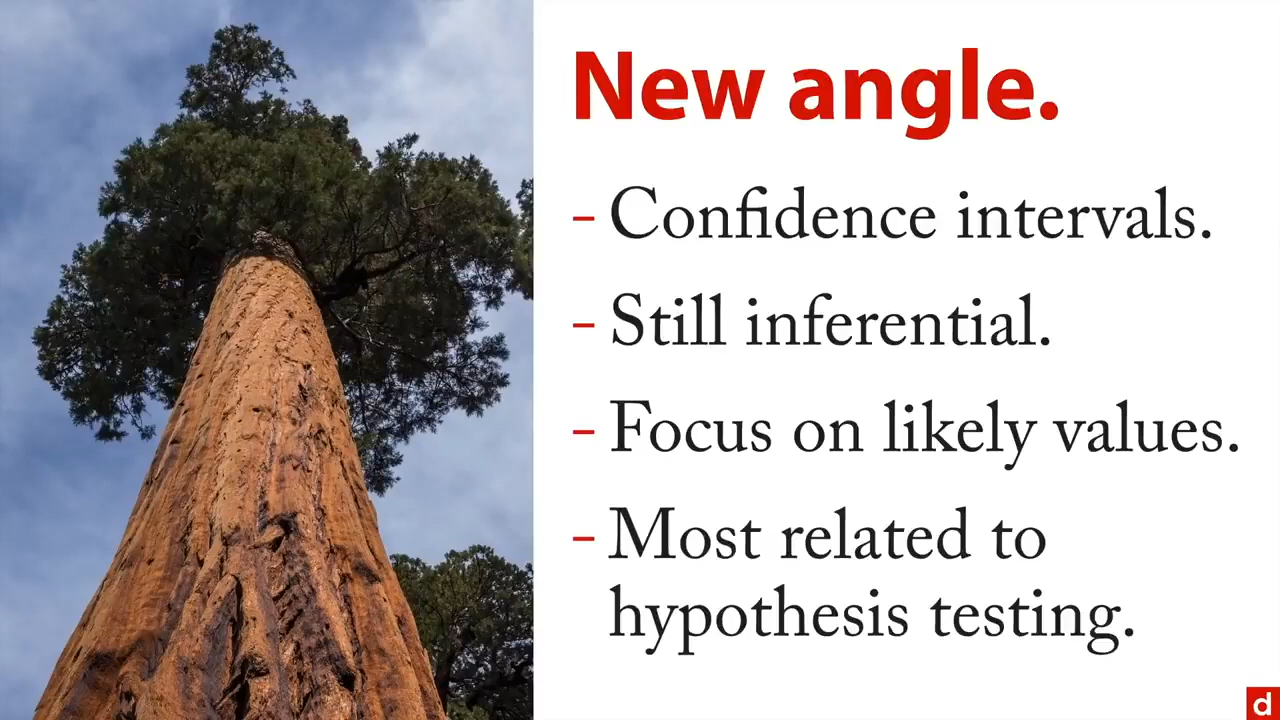 New angle.
– Confidence intervals.
– Still inferential.
– Focus on likely values.
– Most related to
hypothesis testing.
d